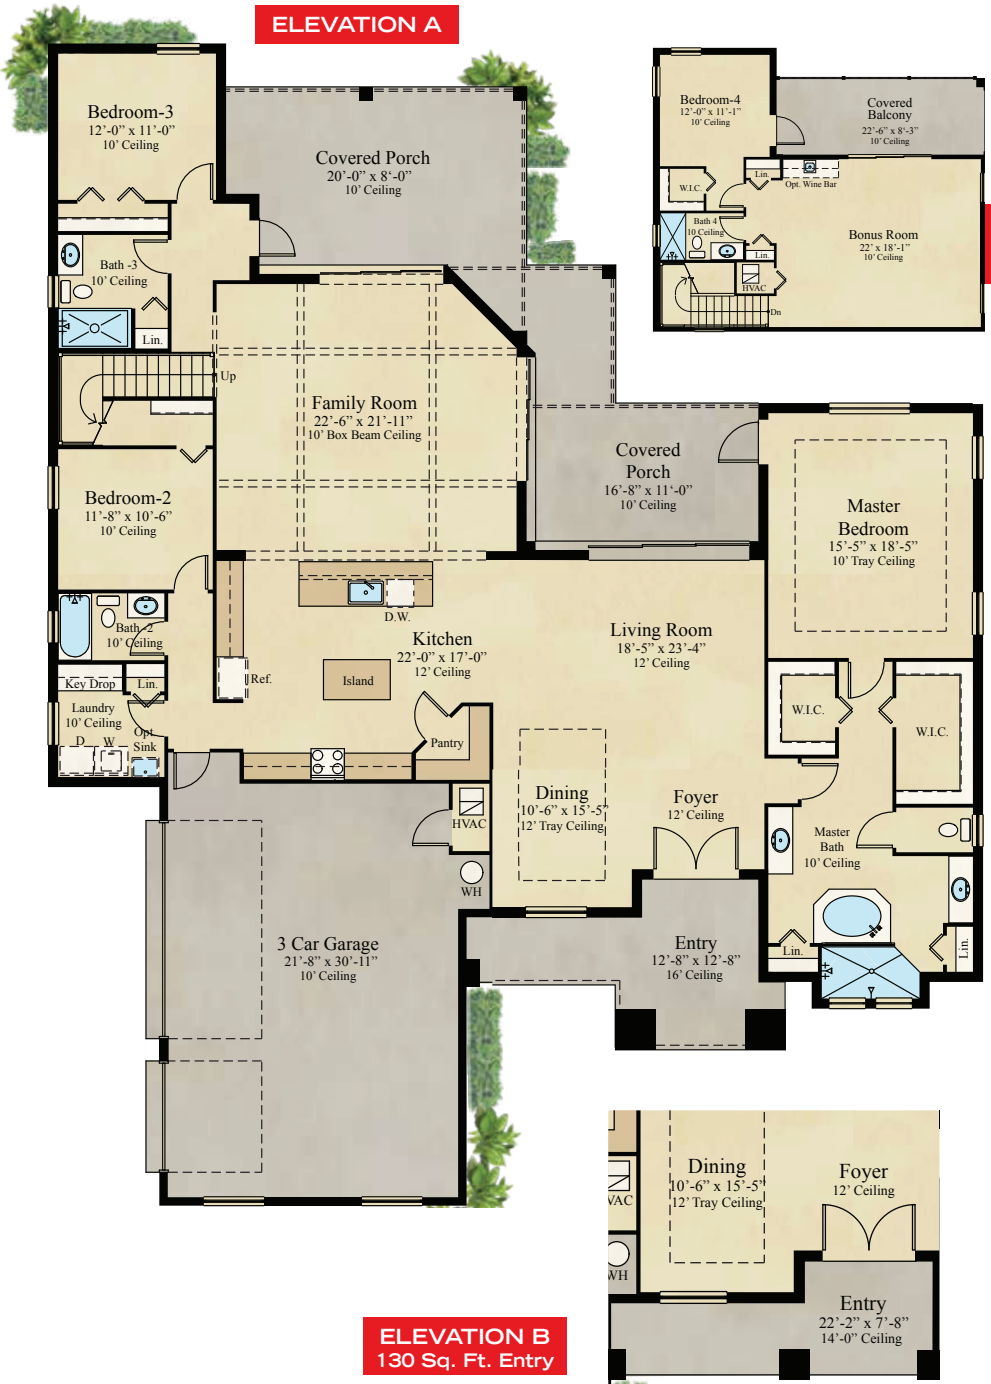 ELEVATION A
Bedroom-3
12'-0" x 11'-0"
10' Ceiling
Covered Porch
20'-0" x 8'-0"
10' Ceiling
Bedroom-4
12'-0" x 11'-1"
10' Ceiling
Covered
Balcony
22'-6" x 8'-3"
10' Ceiling
W.I.C.
Lin.
Opt. Wine Bar
Bath 4
10 Ceiling
Lin.
Bonus Room
22' x 18'-1"
10' Ceiling
HVAC
Dn
Bath -3
10' Ceiling
Lin.
Up
Family Room
22'-6" x 21'-11"
10' Box Beam Ceiling
Covered
Porch
16'-8" x 11'-0"
10' Ceiling
Bedroom-2
11'-8" x 10'-6"
10' Ceiling
Master
Bedroom
15'-5" x 18'-5"
10' Tray Ceiling
D.W.
Bath-2
10' Ceiling
Kitchen
22'-0" x 17'-0"
12' Ceiling
Living Room
18'-5" x 23'-4"
12' Ceiling
Key Drop
Lin.
Ref.
Island
Laundry
10' Ceiling
D
W
Opt.
Sink
Pantry
W.I.C.
W.I.C.
Dining
10'-6" x 15'-5"
12' Tray Ceiling
Foyer
12' Ceiling
HVAC
Master
Bath
10' Ceiling
WH
3 Car Garage
21'-8" x 30'-11"
10' Ceiling
Entry
12'-8" x 12'-8"
16' Ceiling
Lin.
Lin.
Dining
10'-6" x 15'-5"
12' Tray Ceiling
Foyer
12' Ceiling
VAC
WH
Entry
22'-2" x 7'-8"
14'-0" Ceiling
ELEVATION B
130 Sq. Ft. Entry